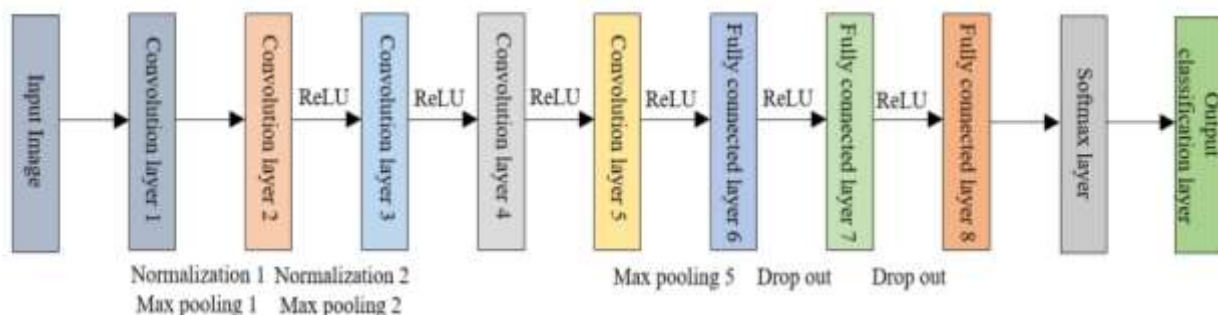 Input Image
Convolution layer 1
Convolution layer 2
ReLU
Convolution layer 3
ReLU
Convolution layer 4
ReLU
Convolution layer 5
ReLU
Fully connected layer 6
ReLU
Fully connected layer 7
ReLU
Fully connected layer 8
Softmax layer
Output
classification layer
Normalization 1
Max pooling 1
Normalization 2
Max pooling 2
Max pooling 5
Drop out
Drop out